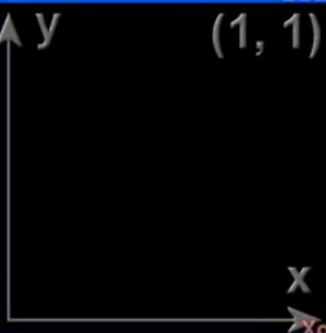 y (1, 1)
x